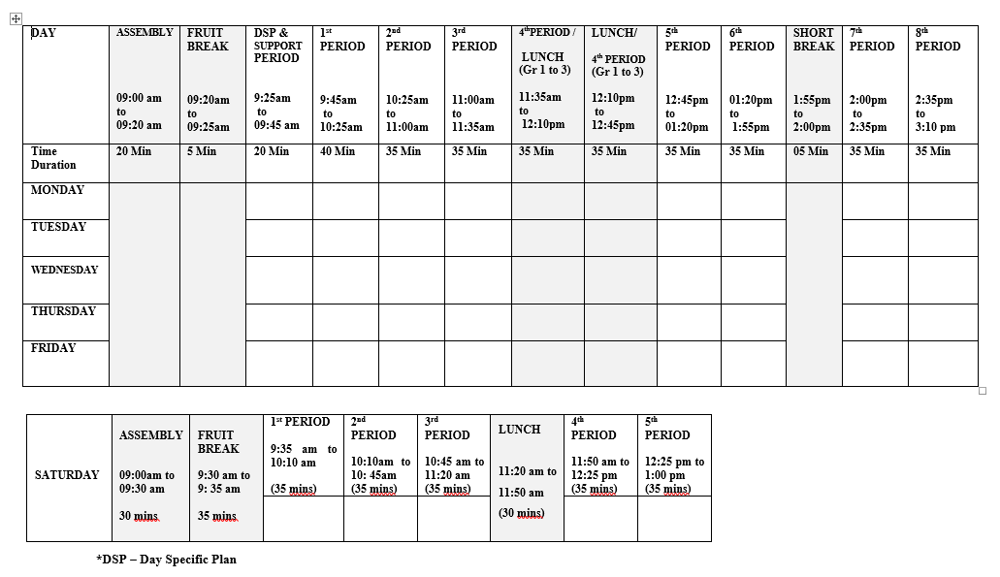 DAY
ASSEMBLY
09:00 am
to
09:20 am
FRUIT
BREAK
09:20am
to
09:25am
DSP &
SUPPORT
PERIOD
9:25am
to
09:45 am
1st
PERIOD
9:45am
to
10:25am
2nd
PERIOD
10:25am
to
11:00am
3rd
PERIOD
11:00am
to
11:35am
4thPERIOD /
LUNCH
(Gr 1 to 3)
11:35am
to
12:10pm
LUNCH/
4th PERIOD
(Gr 1 to 3)
12:10pm
to
12:45pm
5th
PERIOD
12:45pm
to
01:20pm
6th
PERIOD
01:20pm
to
1:55pm
SHORT
BREAK
1:55pm
to
2:00pm
7th
PERIOD
2:00pm
to
2:35pm
8th
PERIOD
2:35pm
to
3:10 pm
Time
Duration
20 Min
5 Min
20 Min
40 Min
35 Min
35 Min
35 Min
35 Min
35 Min
35 Min
05 Min
35 Min
35 Min
MONDAY
TUESDAY
WEDNESDAY
THURSDAY
FRIDAY
SATURDAY
ASSEMBLY
09:00am to
09:30 am
30 mins.
FRUIT
BREAK
9:30 am to
9: 35 am
35 mins.
1st PERIOD
9:35 am to
10:10 am
(35 mins)
2nd
PERIOD
10:10am to
10: 45am
(35 mins)
3rd
PERIOD
10:45 am to
11:20 am
(35 mins)
LUNCH
11:20 am to
11:50 am
(30 mins)
4th
PERIOD
11:50 am to
12:25 pm
(35 mins)
5th
PERIOD
12:25 pm to
1:00 pm
(35 mins)
*DSP – Day Specific Plan